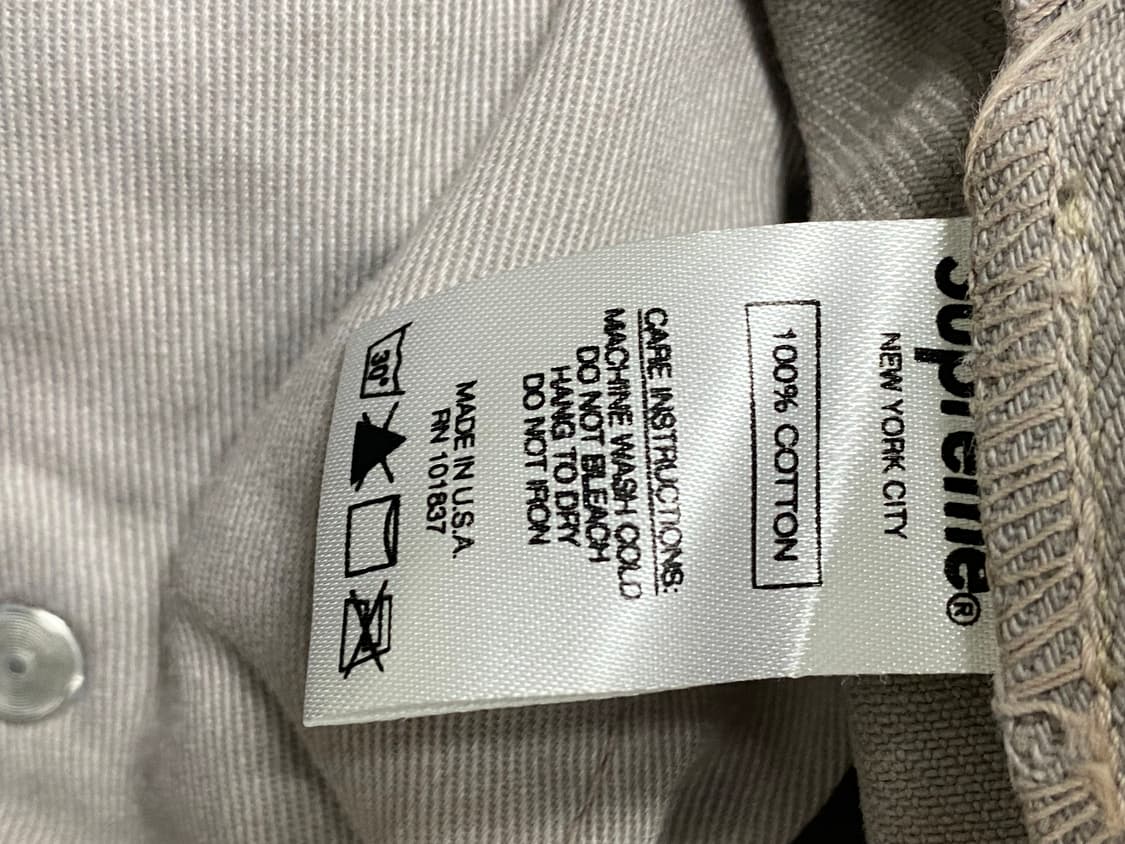 Supreme®
NEW YORK CITY
100% COTTON
CARE INSTRUCTIONS:
MACHINE WASH COLD
DO NOT BLEACH
HANG TO DRY
DO NOT IRON
MADE IN U.S.A.
RN 101837
30°